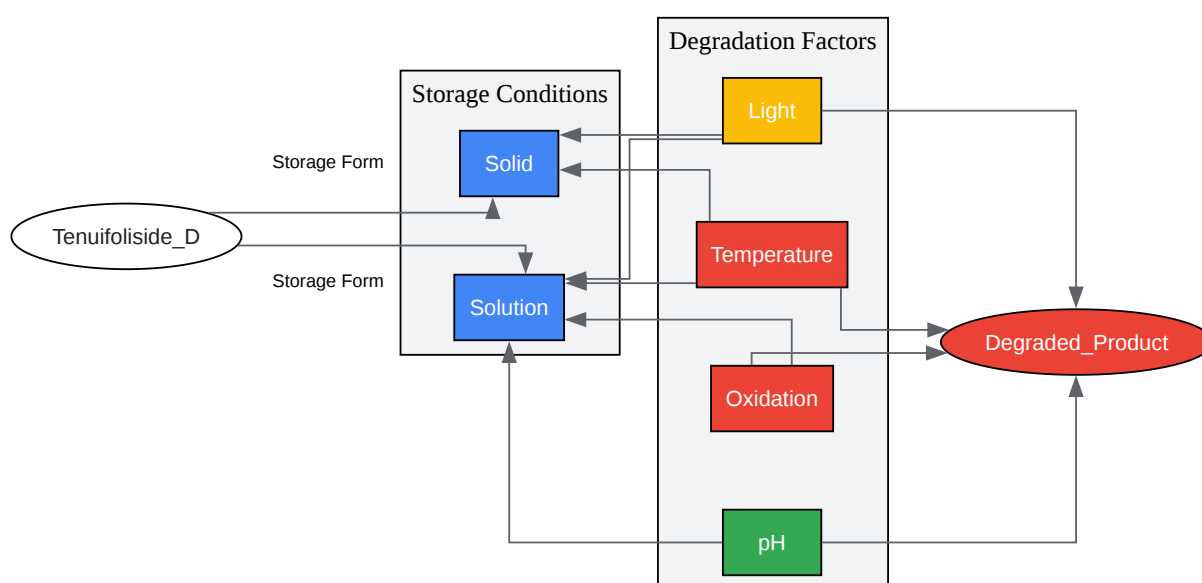 Degradation Factors
Storage Conditions
Light
Storage Form
Solid
Tenuifoliside_D
Temperature
Storage Form
Solution
Degraded_Product
Oxidation
pH